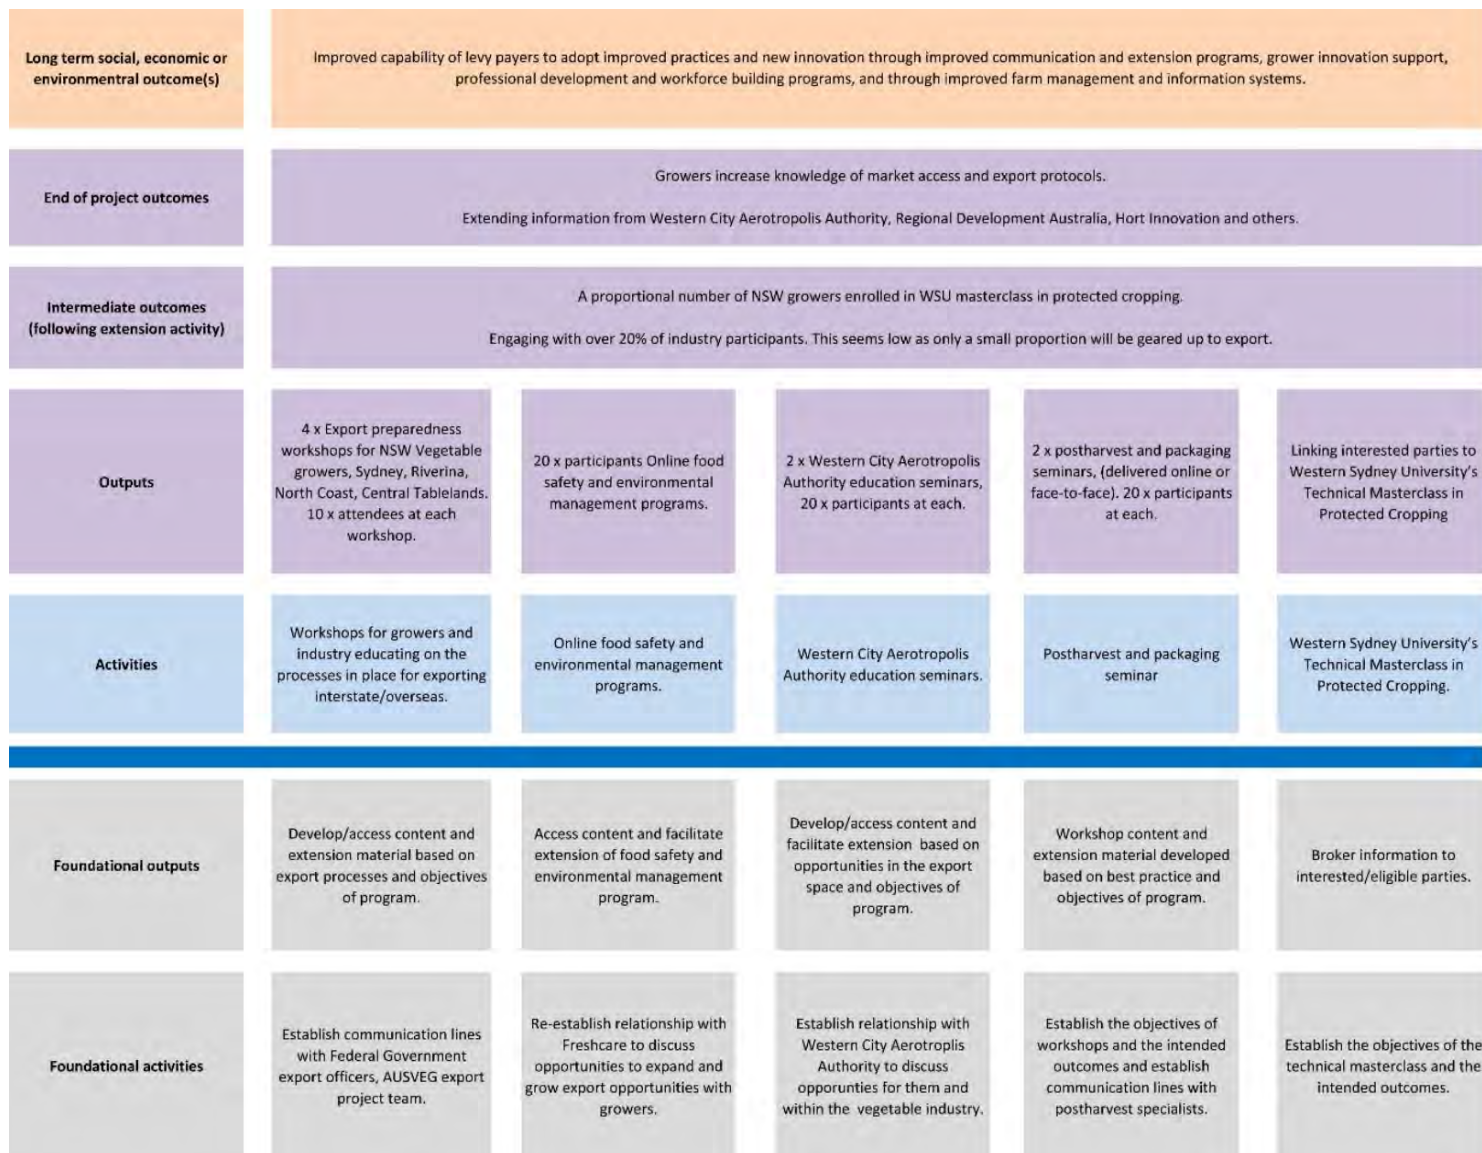 Long term social, economic or
environmentral outcome(s)
Improved capability of levy payers to adopt improved practices and new innovation through improved communication and extension programs, grower innovation support,
professional development and workforce building programs, and through improved farm management and information systems.
End of project outcomes
Growers increase knowledge of market access and export protocols.
Extending information from Western City Aerotropolis Authority, Regional Development Australia, Hort Innovation and others.
Intermediate outcomes
(following extension activity)
A proportional number of NSW growers enrolled in WSU masterclass in protected cropping.
Engaging with over 20% of industry participants. This seems low as only a small proportion will be geared up to export.
Outputs
4 x Export preparedness
workshops for NSW Vegetable
growers, Sydney, Riverina,
North Coast, Central Tablelands.
10 x attendees at each
workshop.
20 x participants Online food
safety and environmental
management programs.
2 x Western City Aerotropolis
Authority education seminars,
20 x participants at each.
2 x postharvest and packaging
seminars, (delivered online or
face-to-face). 20 x participants
at each.
Linking interested parties to
Western Sydney University's
Technical Masterclass in
Protected Cropping
Activities
Workshops for growers and
industry educating on the
processes in place for exporting
interstate/overseas.
Online food safety and
environmental management
programs.
Western City Aerotropolis
Authority education seminars.
Postharvest and packaging
seminar
Western Sydney University's
Technical Masterclass in
Protected Cropping.
Foundational outputs
Develop/access content and
extension material based on
export processes and objectives
of program.
Access content and facilitate
extension of food safety and
environmental management
program.
Develop/access content and
facilitate extension based on
opportunities in the export
space and objectives of
program.
Workshop content and
extension material developed
based on best practice and
objectives of program.
Broker information to
interested/eligible parties.
Foundational activities
Establish communication lines
with Federal Government
export officers, AUSVEG export
project team.
Re-establish relationship with
Freshcare to discuss
opportunities to expand and
grow export opportunities with
growers.
Establish relationship with
Western City Aerotroplis
Authority to discuss
opporunties for them and
within the vegetable industry.
Establish the objectives of
workshops and the intended
outcomes and establish
communication lines with
postharvest specialists.
Establish the objectives of the
technical masterclass and the
intended outcomes.